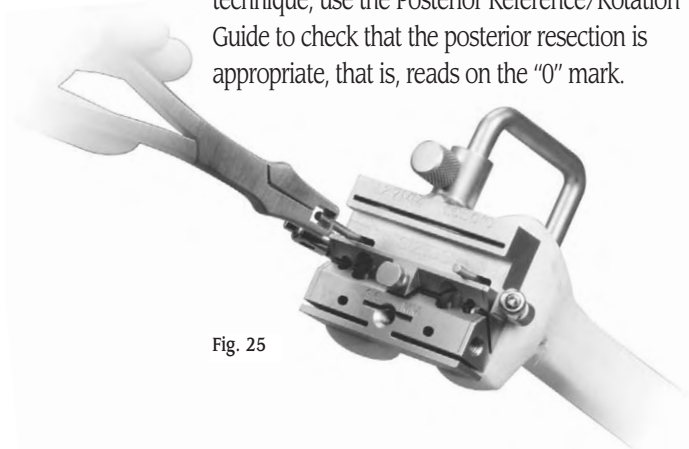 technique, use the Posterior Reference/Rotation
Guide to check that the posterior resection is
appropriate, that is, reads on the “0” mark.
Fig. 25